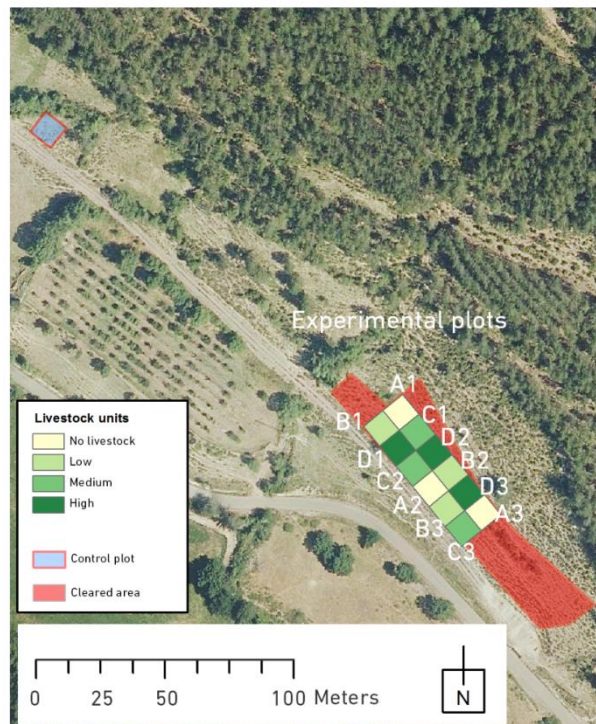 Experimental plots
A1
B1
C1
D2
D1
B2
C2
D3
A2
A3
B3
C3
Livestock units
No livestock
Low
Medium
High
Control plot
Cleared area
0 25 50 100 Meters
N